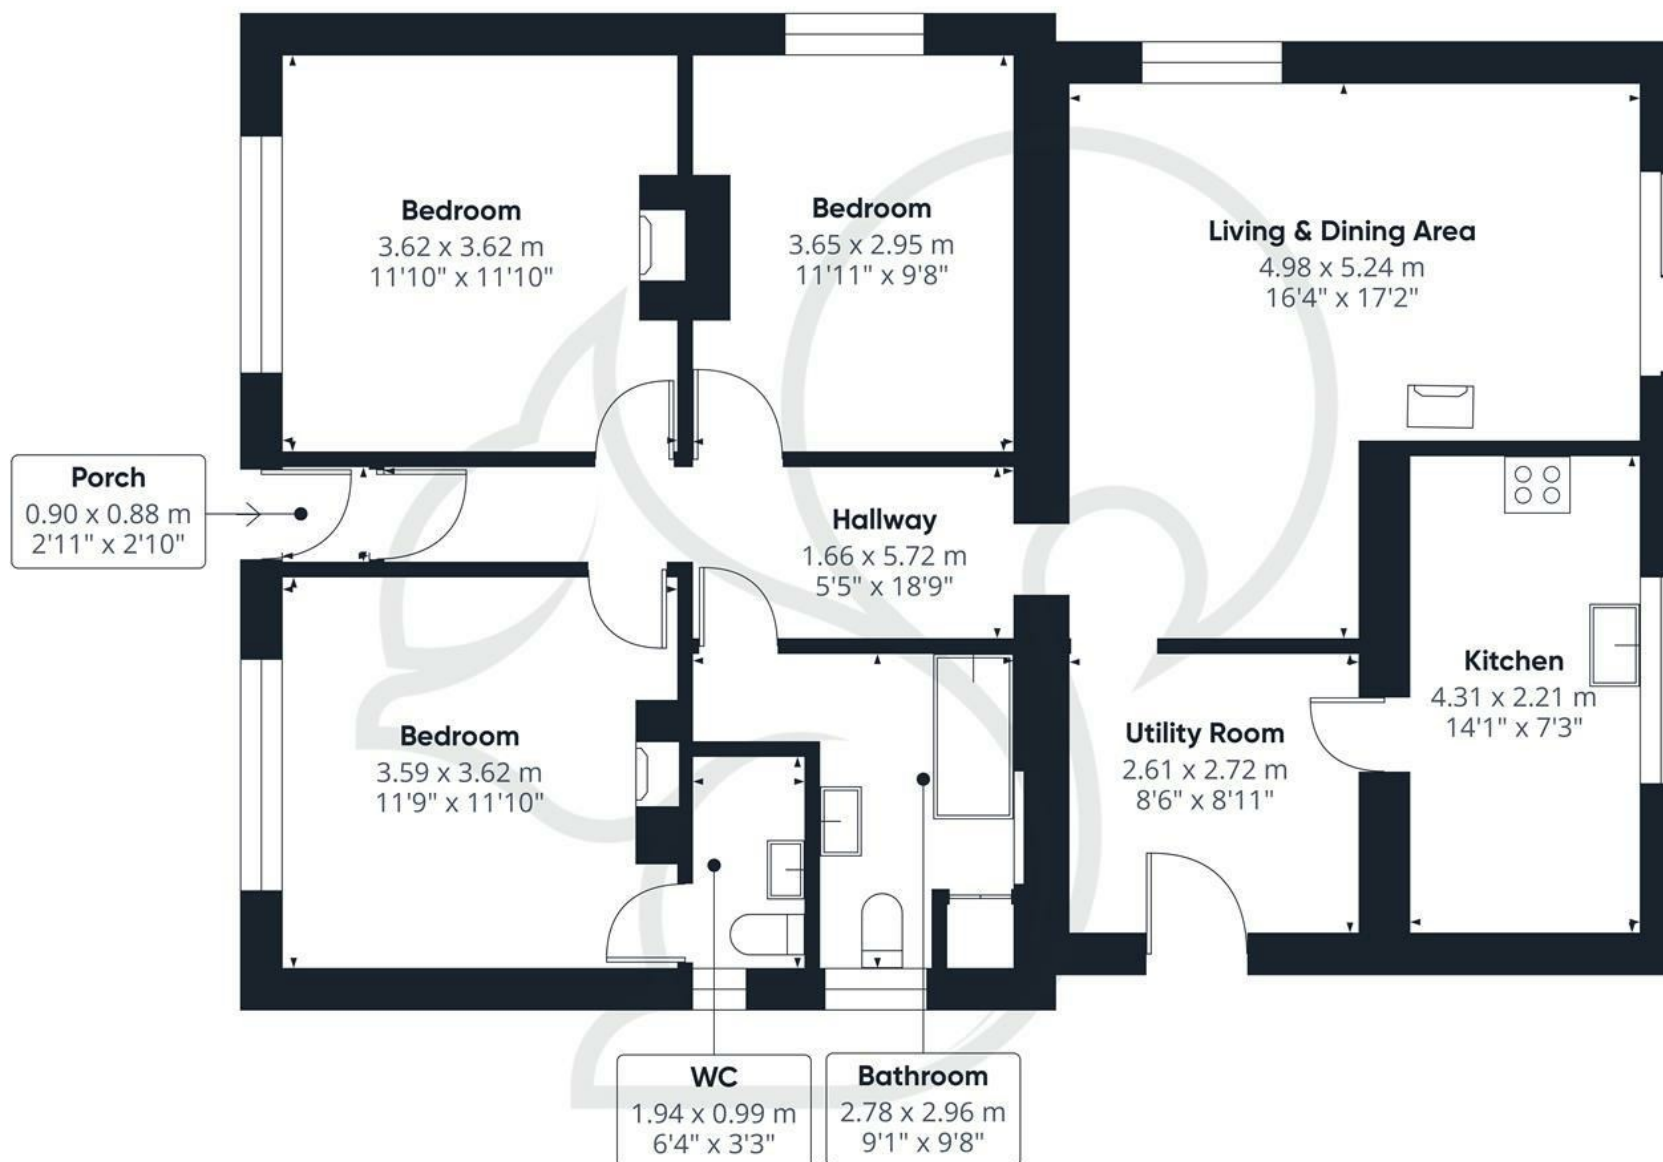 Bedroom
3.62 x 3.62 m
11'10" x 11'10"
Bedroom
3.65 x 2.95 m
11'11" x 9'8"
Living & Dining Area
4.98 x 5.24 m
16'4" x 17'2"
Porch
0.90 x 0.88 m
2'11" x 2'10"
Hallway
1.66 x 5.72 m
5'5" x 18'9"
Kitchen
4.31 x 2.21 m
14'1" x 7'3"
Bedroom
3.59 x 3.62 m
11'9" x 11'10"
Utility Room
2.61 x 2.72 m
8'6" x 8'11"
WC
1.94 x 0.99 m
6'4" x 3'3"
Bathroom
2.78 x 2.96 m
9'1" x 9'8"